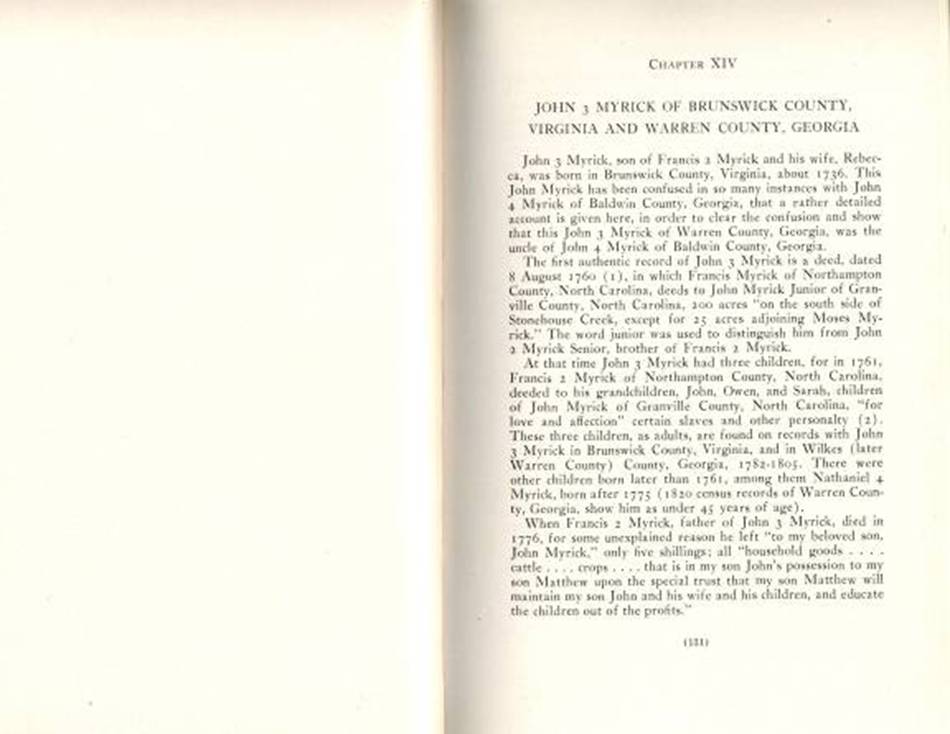 CHAPTER XIV
JOHN 3 MYRICK OF BRUNSWICK COUNTY,
VIRGINIA AND WARREN COUNTY, GEORGIA
John 3 Myrick, son of Francis 2 Myrick and his wife, Rebec-
ca, was born in Brunswick County, Virginia, about 1736. This
John Myrick has been confused in so many instances with John
4 Myrick of Baldwin County, Georgia, that a rather detailed
account is given here, in order to clear the confusion and show
that this John 3 Myrick of Warren County, Georgia, was the
uncle of John 4 Myrick of Baldwin County, Georgia.
The first authentic record of John 3 Myrick is a deed, dated
8 August 1760 (1), in which Francis Myrick of Northampton
County, North Carolina, deeds to John Myrick Junior of Gran-
ville County, North Carolina, 200 acres "on the south side of
Stonehouse Creek, except for 25 acres adjoining Moses My-
rick." The word junior was used to distinguish him from John
2 Myrick Senior, brother of Francis 2 Myrick.
At that time John 3 Myrick had three children, for in 1761,
Francis 2 Myrick of Northampton County, North Carolina,
deeded to his grandchildren, John, Owen, and Sarah, children
of John Myrick of Granville County, North Carolina, "for
love and affection" certain slaves and other personalty (2).
These three children, as adults, are found on records with John
3 Myrick in Brunswick County, Virginia, and in Wilkes (later
Warren County) County, Georgia, 1782-1805. There were
other children born later than 1761, among them Nathaniel 4
Myrick, born after 1775 (1820 census records of Warren Coun-
ty, Georgia, show him as under 45 years of age).
When Francis 2 Myrick, father of John 3 Myrick, died in
1776, for some unexplained reason he left "to my beloved son,
John Myrick," only five shillings; all "household goods . . . .
cattle . . . . crops . . . . that is in my son John's possession to my
son Matthew upon the special trust that my son Matthew will
maintain my son John and his wife and his children, and educate
the children out of the profits."